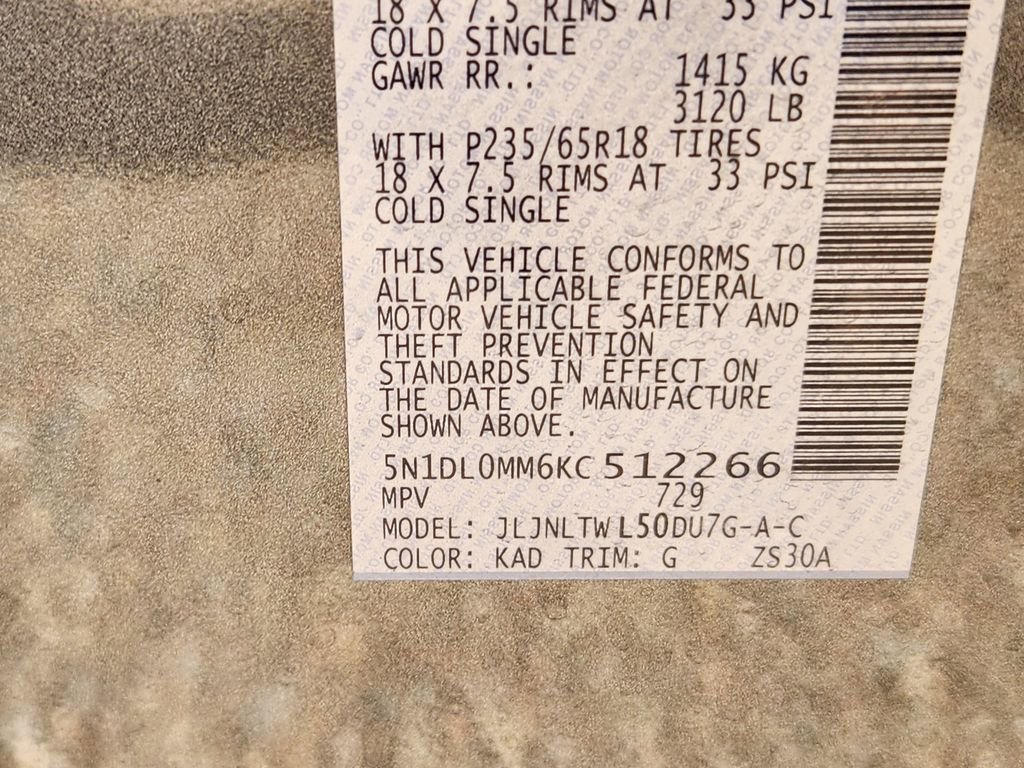 18 X 7.5 RIMS AT 33 PSI
COLD SINGLE
GAWR RR.: 1415 KG
3120 LB
WITH P235/65R18 TIRES
18 X 7.5 RIMS AT 33 PSI
COLD SINGLE
THIS VEHICLE CONFORMS TO
ALL APPLICABLE FEDERAL
MOTOR VEHICLE SAFETY AND
THEFT PREVENTION
STANDARDS IN EFFECT ON
THE DATE OF MANUFACTURE
SHOWN ABOVE.
5N1DL0MM6KC512266
MPV 729
MODEL: JLJNLTWL50DU7G-A-C
COLOR: KAD TRIM: G ZS30A